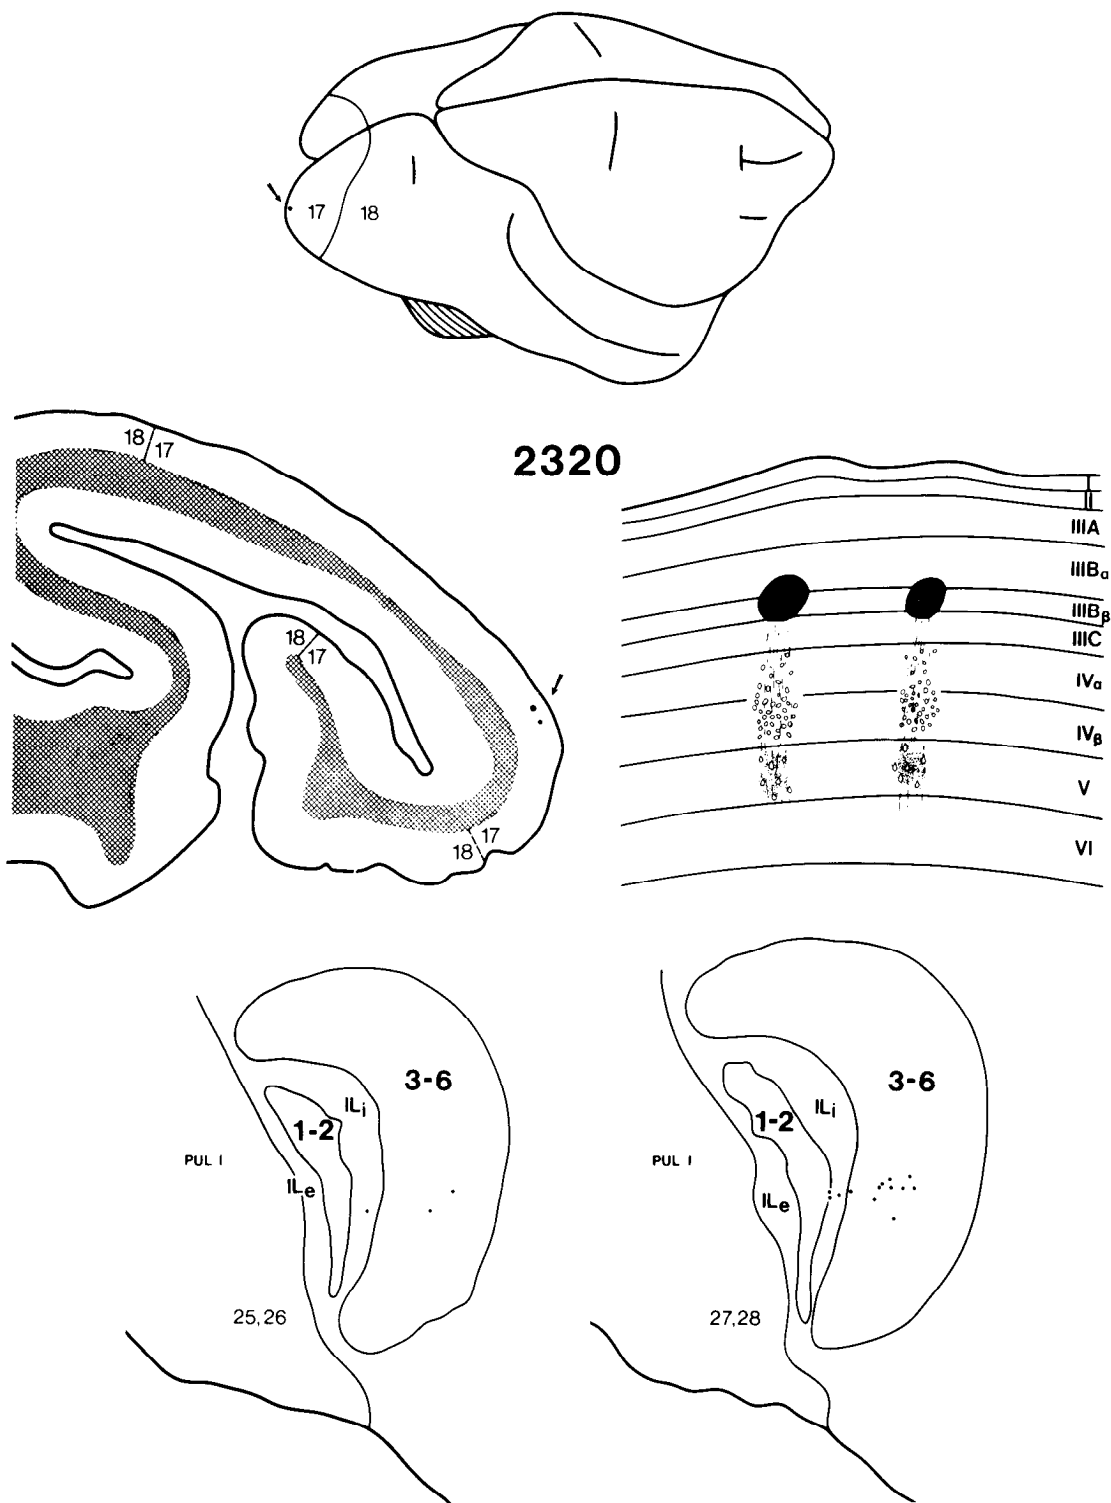 17 18
18 17
2320
I
II
IIIA
IIIBα
IIIBβ
IIIC
IVα
IVβ
V
VI
18
17
17
18
3-6
ILi
1-2
PUL I
ILe
25,26
3-6
ILi
1-2
PUL I
ILe
27,28